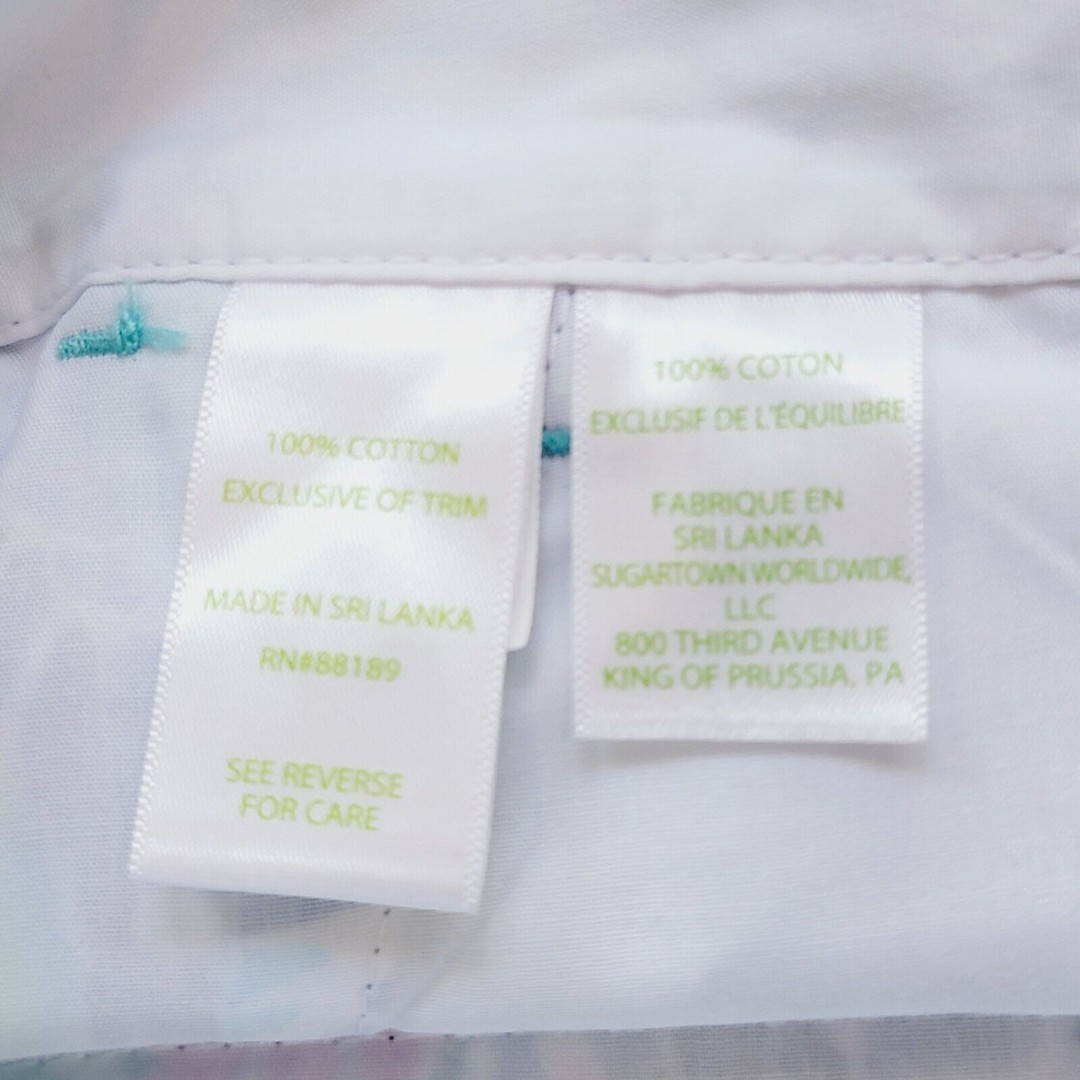 100% COTTON
EXCLUSIVE OF TRIM
MADE IN SRI LANKA
RN#88189
SEE REVERSE
FOR CARE
100% COTON
EXCLUSIF DE L'ÉQUILIBRE
FABRIQUE EN
SRI LANKA
SUGARTOWN WORLDWIDE,
LLC
800 THIRD AVENUE
KING OF PRUSSIA, PA